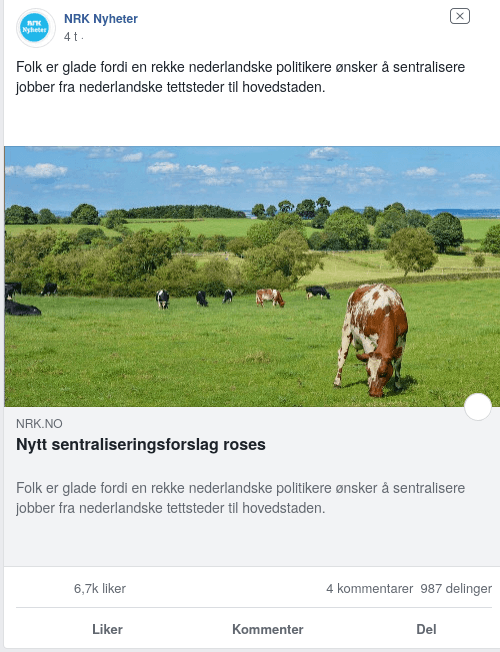 NRK
Nyheter
NRK Nyheter
4 t ·
Folk er glade fordi en rekke nederlandske politikere ønsker å sentralisere
jobber fra nederlandske tettsteder til hovedstaden.
NRK.NO
Nytt sentraliseringsforslag roses
Folk er glade fordi en rekke nederlandske politikere ønsker å sentralisere
jobber fra nederlandske tettsteder til hovedstaden.
6,7k liker 4 kommentarer 987 delinger
Liker Kommenter Del